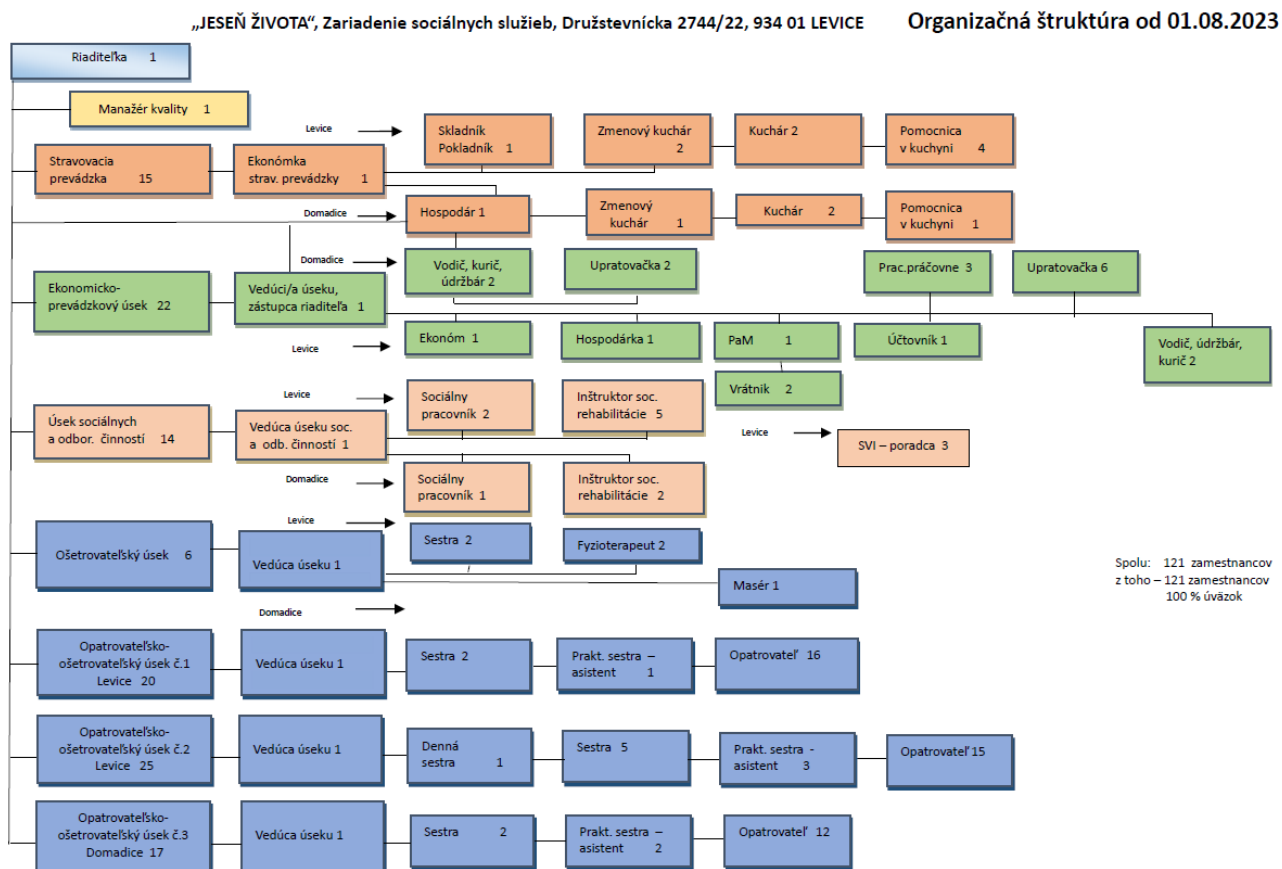 „JESEŇ ŽIVOTA“, Zariadenie sociálnych služieb, Družstevnícka 2744/22, 934 01 LEVICE
Organizačná štruktúra od 01.08.2023
Riaditeľka 1
Manažér kvality 1
Levice
Skladník
Pokladník 1
Zmenový kuchár
2
Kuchár 2
Pomocnica
v kuchyni 4
Stravovacia
prevádzka 15
Ekonómka
strav. prevádzky 1
Domadice
Hospodár 1
Zmenový
kuchár 1
Kuchár 2
Pomocnica
v kuchyni 1
Domadice
Vodič, kurič,
údržbár 2
Upratovačka 2
Prac.práčovne 3
Upratovačka 6
Ekonomicko-
prevádzkový úsek 22
Vedúci/a úseku,
zástupca riaditeľa 1
Levice
Ekonóm 1
Hospodárka 1
PaM 1
Účtovník 1
Vodič, údržbár,
kurič 2
Vrátnik 2
Levice
Sociálny
pracovník 2
Inštruktor soc.
rehabilitácie 5
Úsek sociálnych
a odbor. činností 14
Vedúca úseku soc.
a odb. činností 1
Levice
SVI – poradca 3
Domadice
Sociálny
pracovník 1
Inštruktor soc.
rehabilitácie 2
Levice
Sestra 2
Fyzioterapeut 2
Ošetrovateľský úsek 6
Vedúca úseku 1
Masér 1
Domadice
Spolu: 121 zamestnancov
z toho – 121 zamestnancov
100 % úväzok
Opatrovateľsko-
ošetrovateľský úsek č.1
Levice 20
Vedúca úseku 1
Sestra 2
Prakt. sestra –
asistent 1
Opatrovateľ 16
Opatrovateľsko-
ošetrovateľský úsek č.2
Levice 25
Vedúca úseku 1
Denná
sestra 1
Sestra 5
Prakt. sestra -
asistent 3
Opatrovateľ 15
Opatrovateľsko-
ošetrovateľský úsek č.3
Domadice 17
Vedúca úseku 1
Sestra 2
Prakt. sestra –
asistent 2
Opatrovateľ 12